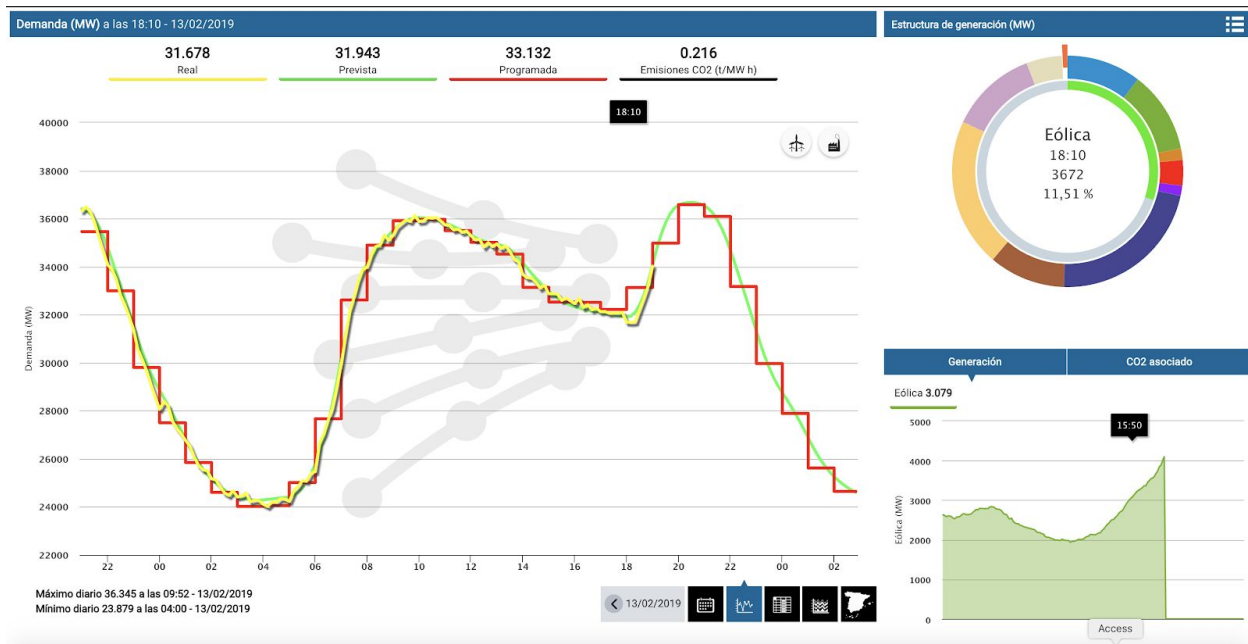 Demanda (MW) a las 18:10 - 13/02/2019
31.678
Real
31.943
Prevista
33.132
Programada
0.216
Emisiones CO2 (t/MW h)
18:10
40000
38000
36000
34000
32000
30000
28000
26000
24000
22000
Demanda (MW)
22 00 02 04 06 08 10 12 14 16 18 20 22 00 02
Máximo diario 36.345 a las 09:52 - 13/02/2019
Mínimo diario 23.879 a las 04:00 - 13/02/2019
13/02/2019
Estructura de generación (MW)
Eólica
18:10
3672
11,51 %
Generación
CO2 asociado
Eólica 3.079
15:50
5000
4000
3000
2000
1000
0
Eólica (MW)
Access